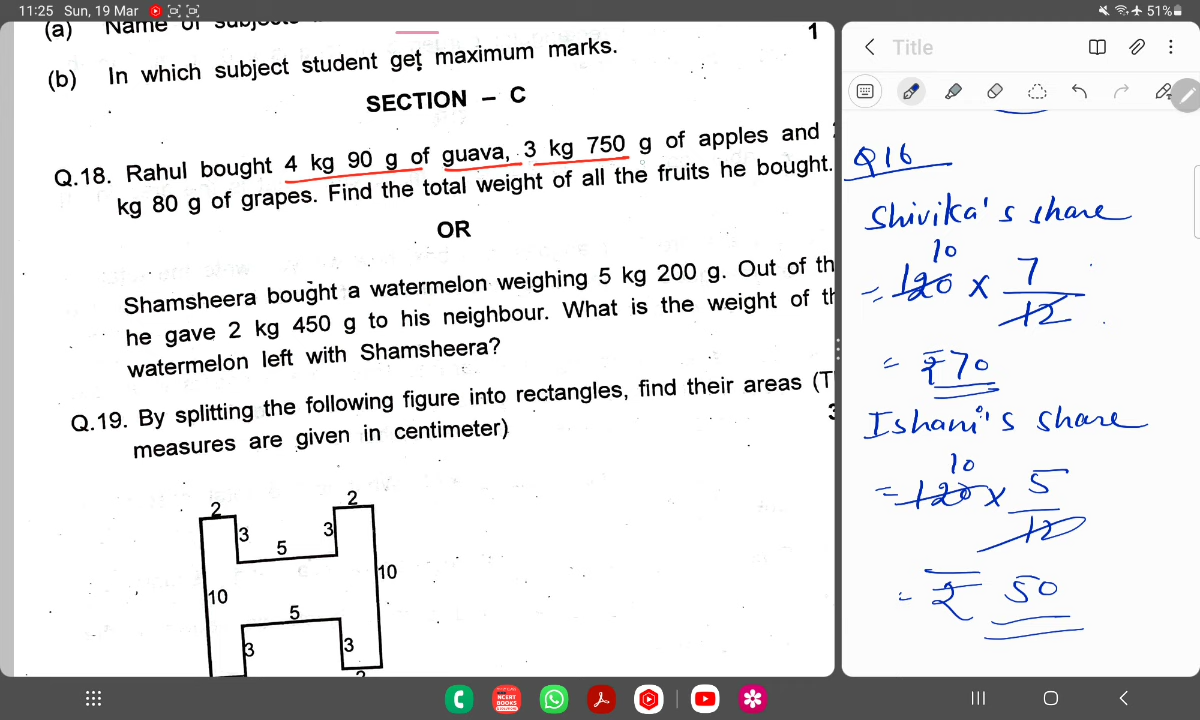 11:25 Sun, 19 Mar
51%
(a) Name of
1
(b) In which subject student get maximum marks.
SECTION – C
Q.18. Rahul bought 4 kg 90 g of guava, 3 kg 750 g of apples and
kg 80 g of grapes. Find the total weight of all the fruits he bought.
OR
Shamsheera bought a watermelon weighing 5 kg 200 g. Out of th
he gave 2 kg 450 g to his neighbour. What is the weight of th
watermelon left with Shamsheera?
Q.19. By splitting the following figure into rectangles, find their areas (T
measures are given in centimeter)
3
2
2
3
3
5
10
10
5
3
3
Title
Q16
Shivika's share
10
= 120 x 7
12
= ₹70
Ishani's share
10
= 120 x 5
12
= ₹ 50
NCERT
BOOKS